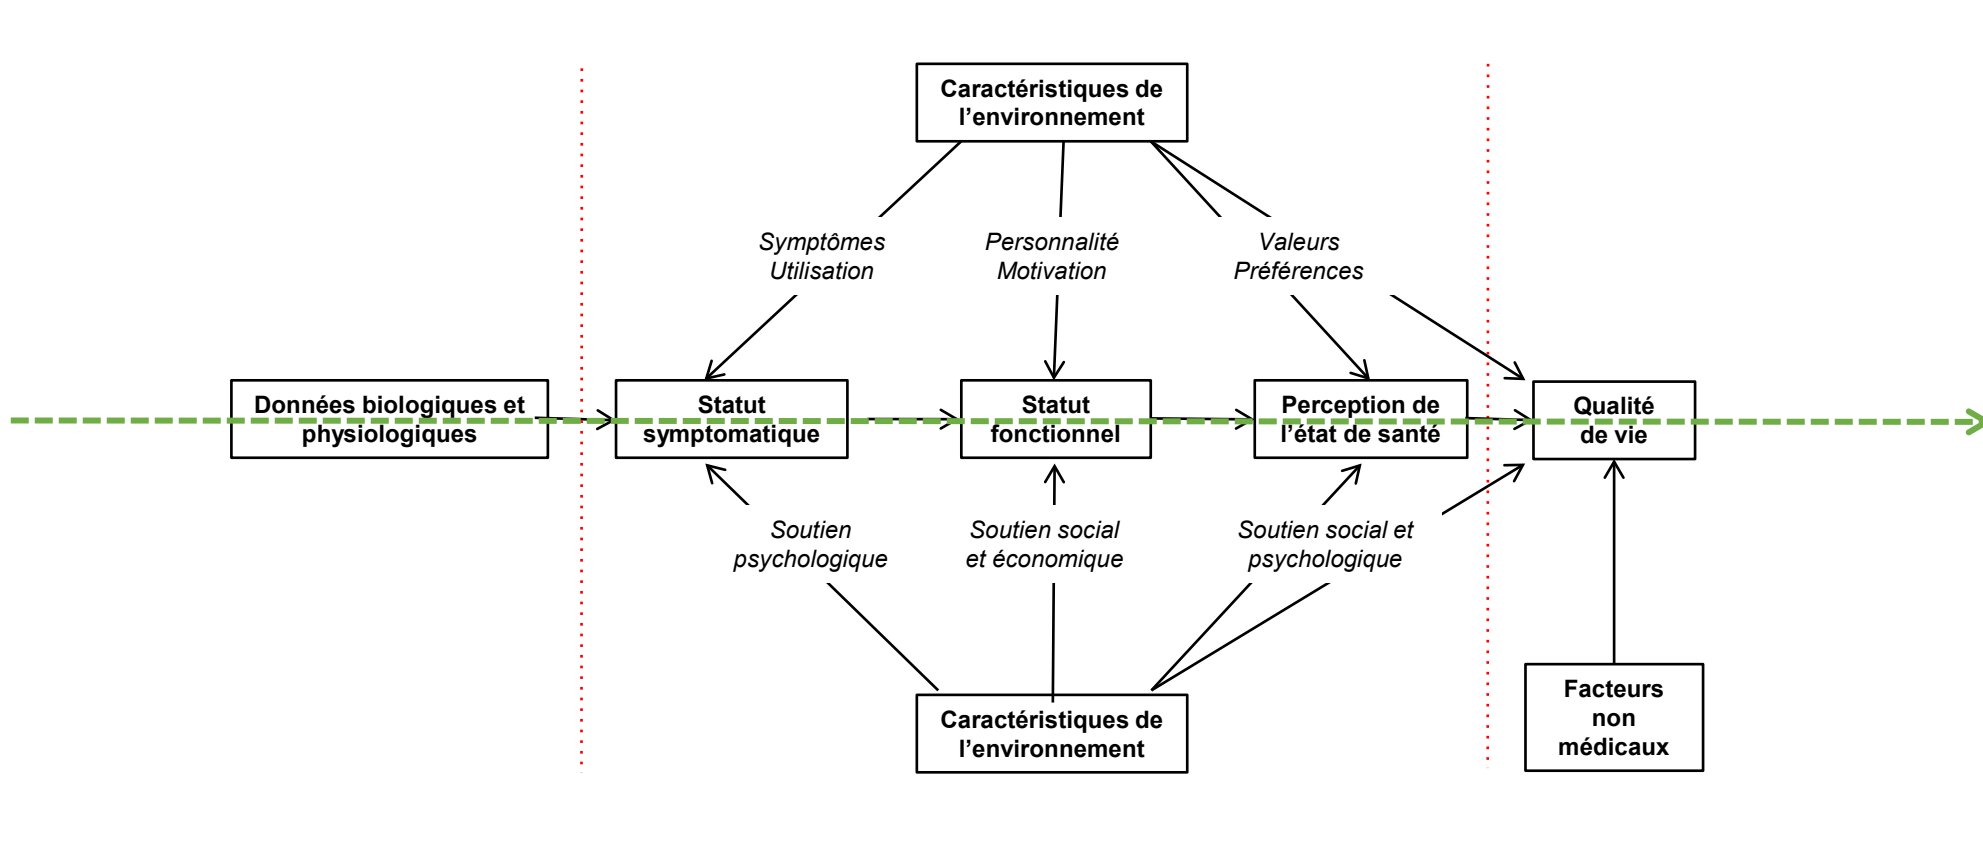 Caractéristiques de
l’environnement
Symptômes
Utilisation
Personnalité
Motivation
Valeurs
Préférences
Données biologiques et
physiologiques
Statut
symptomatique
Statut
fonctionnel
Perception de
l’état de santé
Qualité
de vie
Soutien
psychologique
Soutien social
et économique
Soutien social et
psychologique
Caractéristiques de
l’environnement
Facteurs
non
médicaux